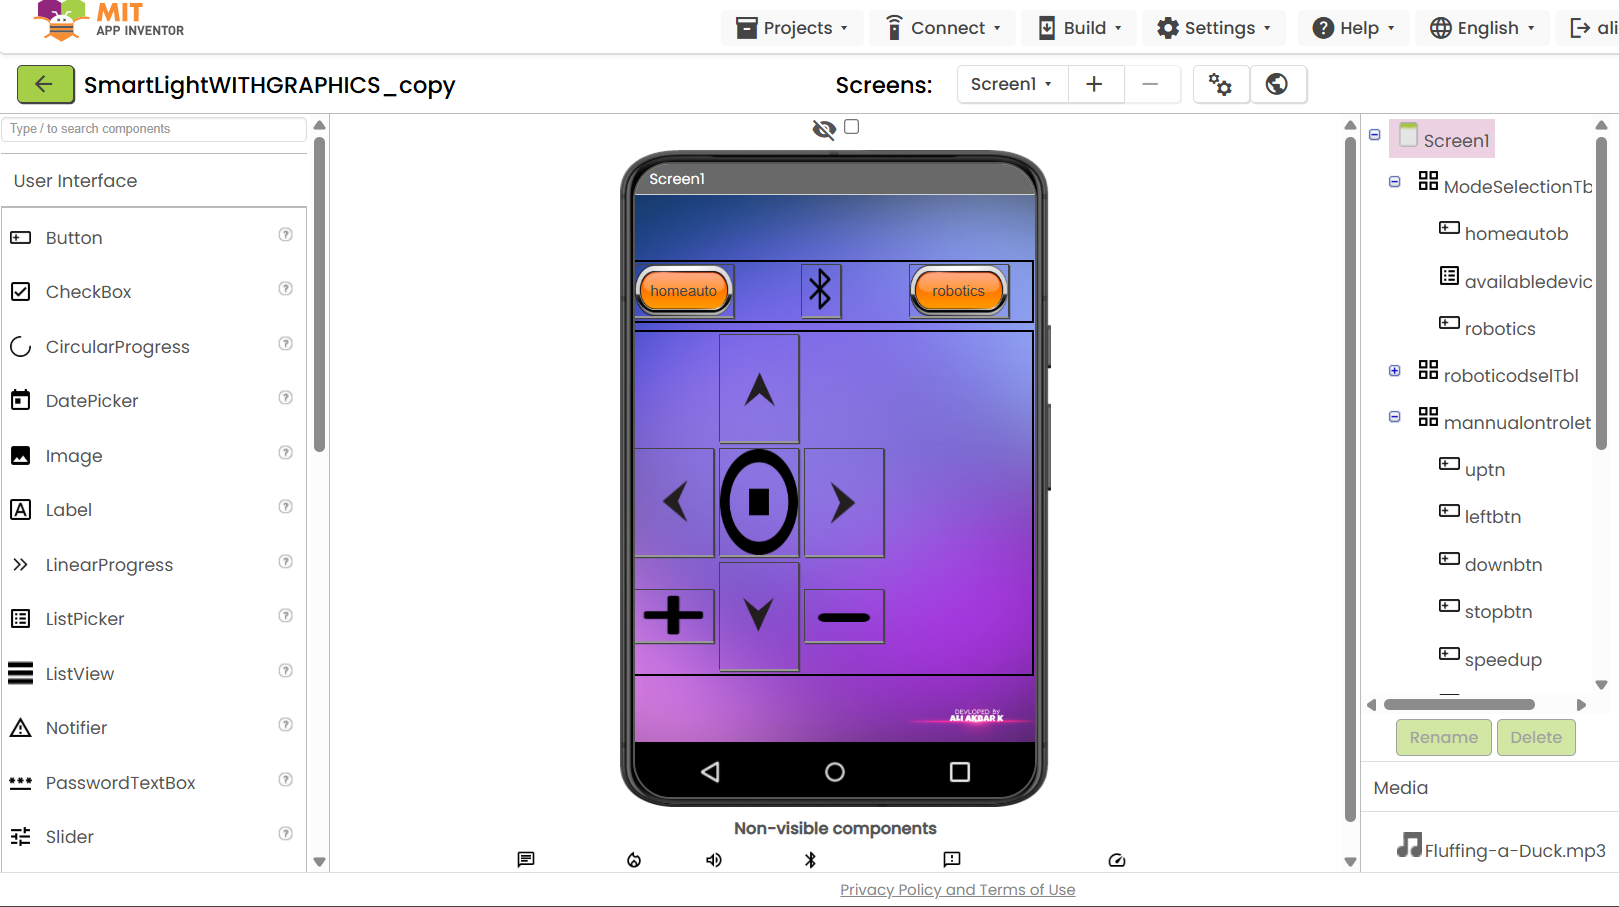 MIT
APP INVENTOR
Projects
Connect
Build
Settings
Help
English
ali
SmartLightWITHGRAPHICS_copy
Screens:
Screen1
Type / to search components
User Interface
Button
CheckBox
CircularProgress
DatePicker
Image
Label
LinearProgress
ListPicker
ListView
Notifier
PasswordTextBox
Slider
Screen1
homeauto
robotics
DEVLOPED BY
ALI AKBAR K
Non-visible components
Screen1
ModeSelectionTb
homeautob
availabledevic
robotics
roboticodselTbl
mannualontrolet
uptn
leftbtn
downbtn
stopbtn
speedup
Rename
Delete
Media
Fluffing-a-Duck.mp3
Privacy Policy and Terms of Use